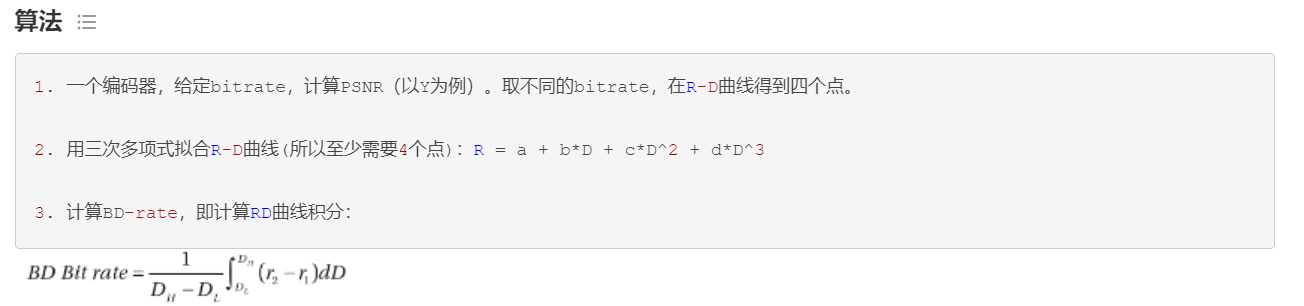 算法
1. 一个编码器，给定bitrate，计算PSNR（以Y为例）。取不同的bitrate，在R-D曲线得到四个点。
2. 用三次多项式拟合R-D曲线(所以至少需要4个点)：R = a + b*D + c*D^2 + d*D^3
3. 计算BD-rate，即计算RD曲线积分：
BD Bit rate = \frac{1}{D_H - D_L} \int_{D_L}^{D_H} (r_2 - r_1)dD